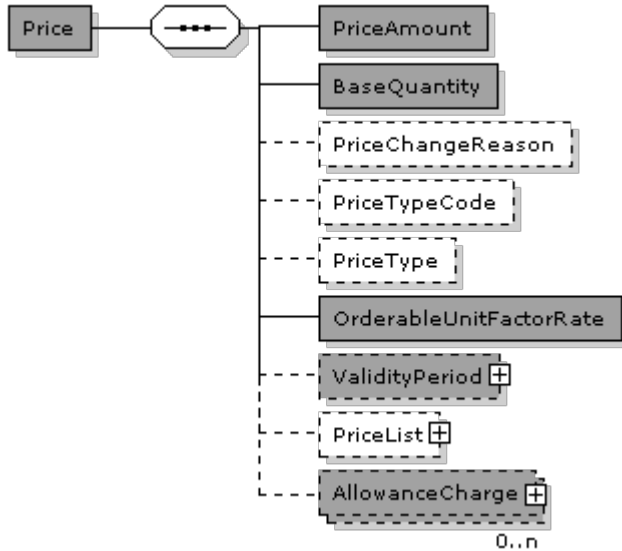 Price
PriceAmount
BaseQuantity
PriceChangeReason
PriceTypeCode
PriceType
OrderableUnitFactorRate
ValidityPeriod
PriceList
AllowanceCharge
0..n